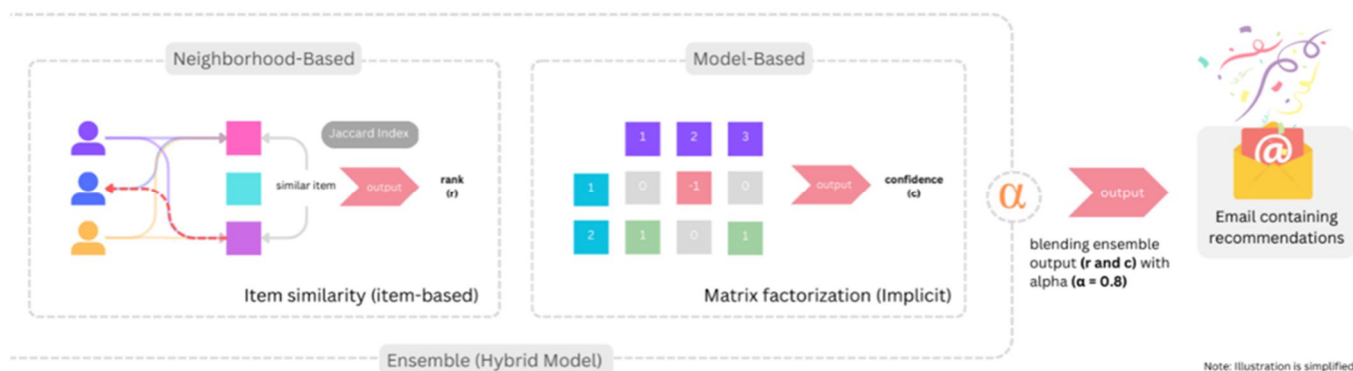 Neighborhood-Based
Jaccard Index
similar item
output
rank
(r)
Item similarity (item-based)
Model-Based
1 2 3
1 0 -1 0
2 1 0 1
output
confidence
(c)
Matrix factorization (Implicit)
Ensemble (Hybrid Model)
α
blending ensemble
output (r and c) with
alpha (α = 0.8)
output
@
Email containing
recommendations
Note: Illustration is simplified